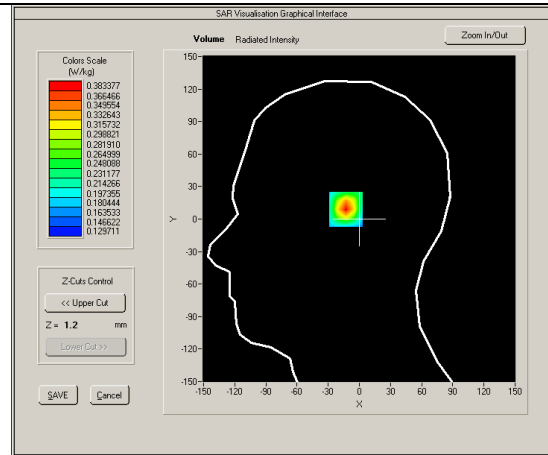 SAR Visualisation Graphical Interface
Volume Radiated Intensity
Zoom In/Out
Colors Scale
(W/kg)
0.383377
0.366466
0.349554
0.332643
0.315732
0.298821
0.281910
0.264999
0.248088
0.231177
0.214266
0.197355
0.180444
0.163533
0.146622
0.129711
Z-Cuts Control
<< Upper Cut
Z = 1.2 mm
Lower Cut >>
SAVE Cancel
150
120
90
60
30
0
-30
-60
-90
-120
-150
Y
-150 -120 -90 -60 -30 0 30 60 90 120 150
X